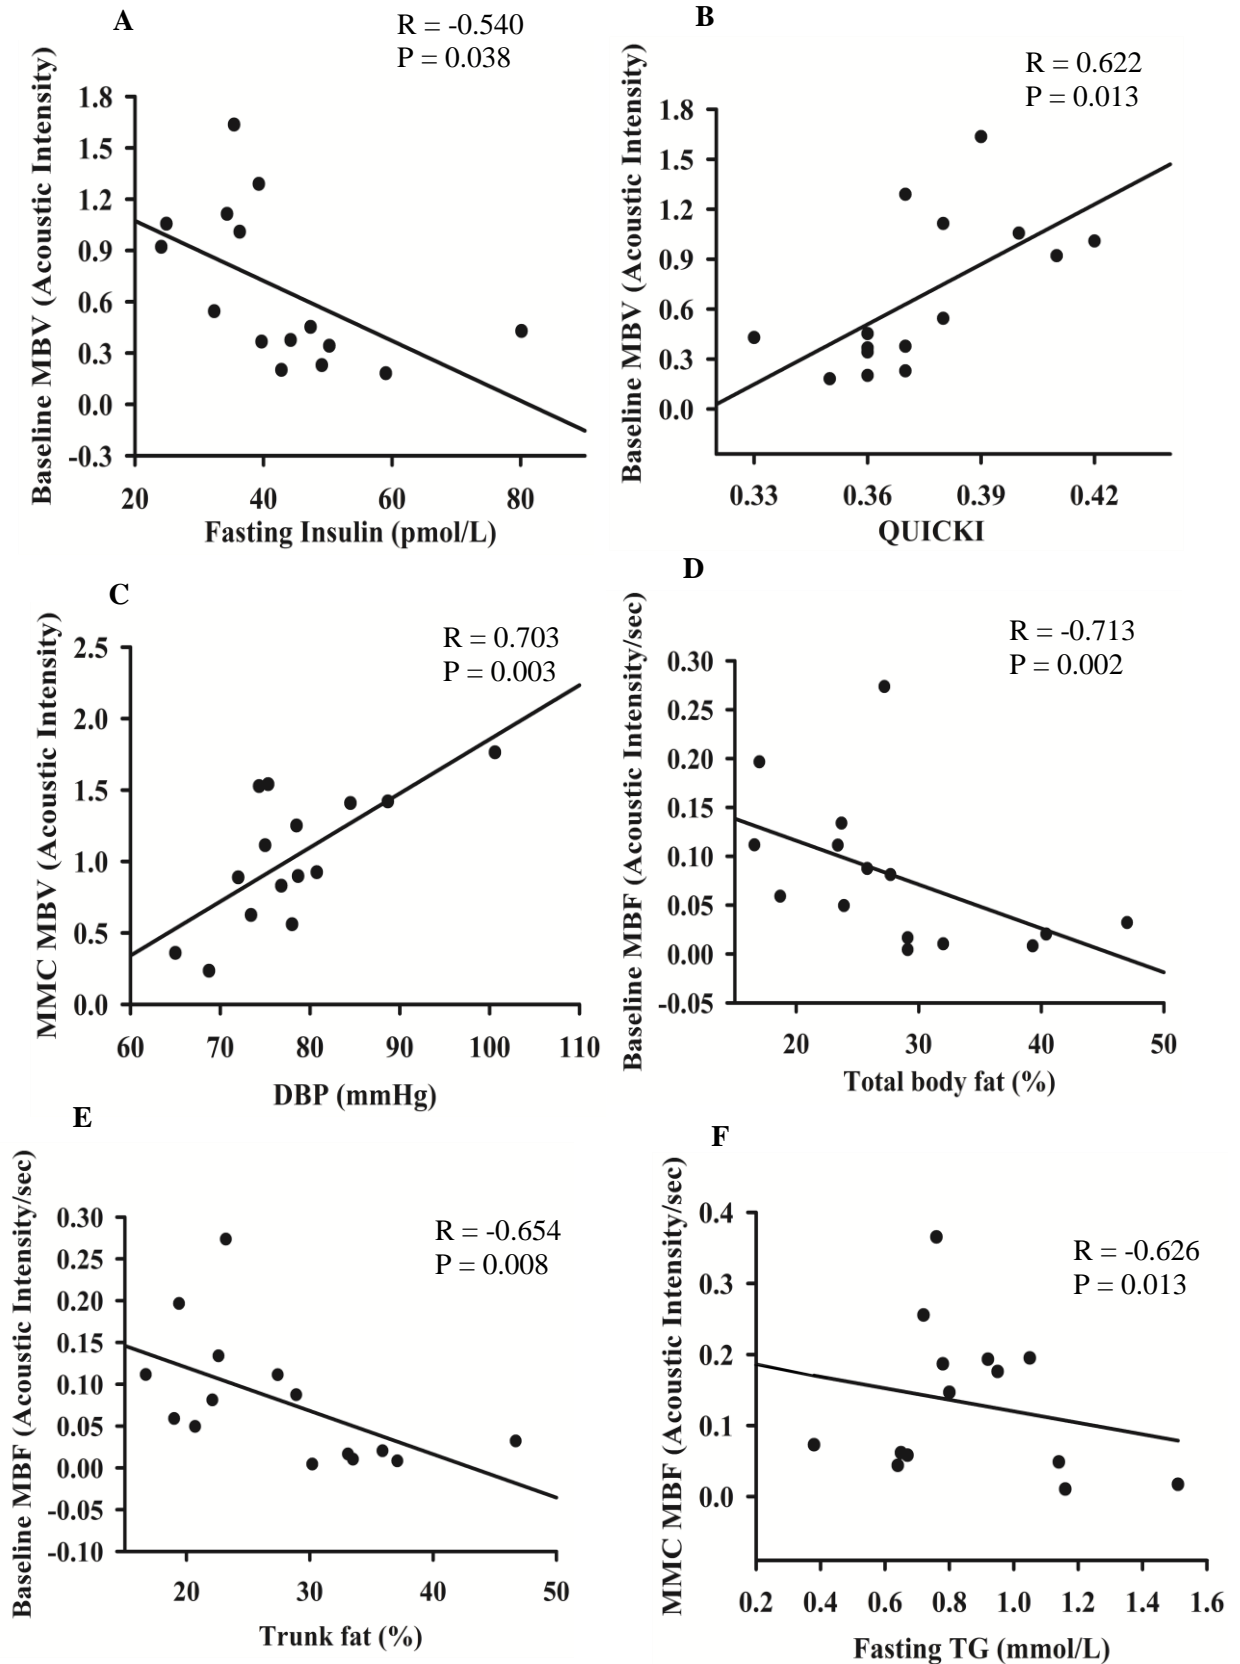 A
R = -0.540
P = 0.038
Baseline MBV (Acoustic Intensity)
1.8
1.5
1.2
0.9
0.6
0.3
0.0
-0.3
20 40 60 80
Fasting Insulin (pmol/L)
B
R = 0.622
P = 0.013
Baseline MBV (Acoustic Intensity)
1.8
1.5
1.2
0.9
0.6
0.3
0.0
0.33 0.36 0.39 0.42
QUICKI
C
R = 0.703
P = 0.003
MMC MBV (Acoustic Intensity)
2.5
2.0
1.5
1.0
0.5
0.0
60 70 80 90 100 110
DBP (mmHg)
D
R = -0.713
P = 0.002
Baseline MBF (Acoustic Intensity/sec)
0.30
0.25
0.20
0.15
0.10
0.05
0.00
-0.05
20 30 40 50
Total body fat (%)
E
R = -0.654
P = 0.008
Baseline MBF (Acoustic Intensity/sec)
0.30
0.25
0.20
0.15
0.10
0.05
0.00
-0.05
-0.10
20 30 40 50
Trunk fat (%)
F
R = -0.626
P = 0.013
MMC MBF (Acoustic Intensity/sec)
0.4
0.3
0.2
0.1
0.0
0.2 0.4 0.6 0.8 1.0 1.2 1.4 1.6
Fasting TG (mmol/L)